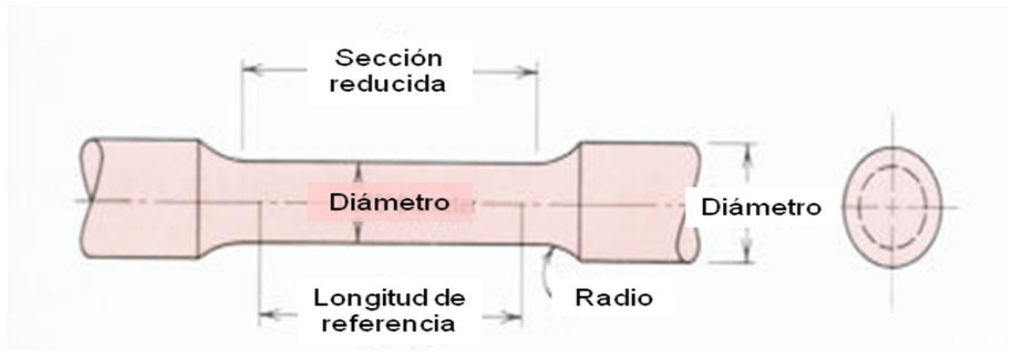 Sección
reducida
Diámetro
Diámetro
Longitud de
referencia
Radio